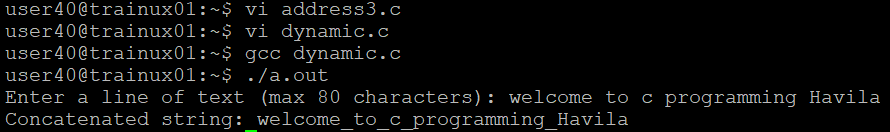 user40@trainux01:~$ vi address3.c
user40@trainux01:~$ vi dynamic.c
user40@trainux01:~$ gcc dynamic.c
user40@trainux01:~$ ./a.out
Enter a line of text (max 80 characters): welcome to c programming Havila
Concatenated string: welcome_to_c_programming_Havila